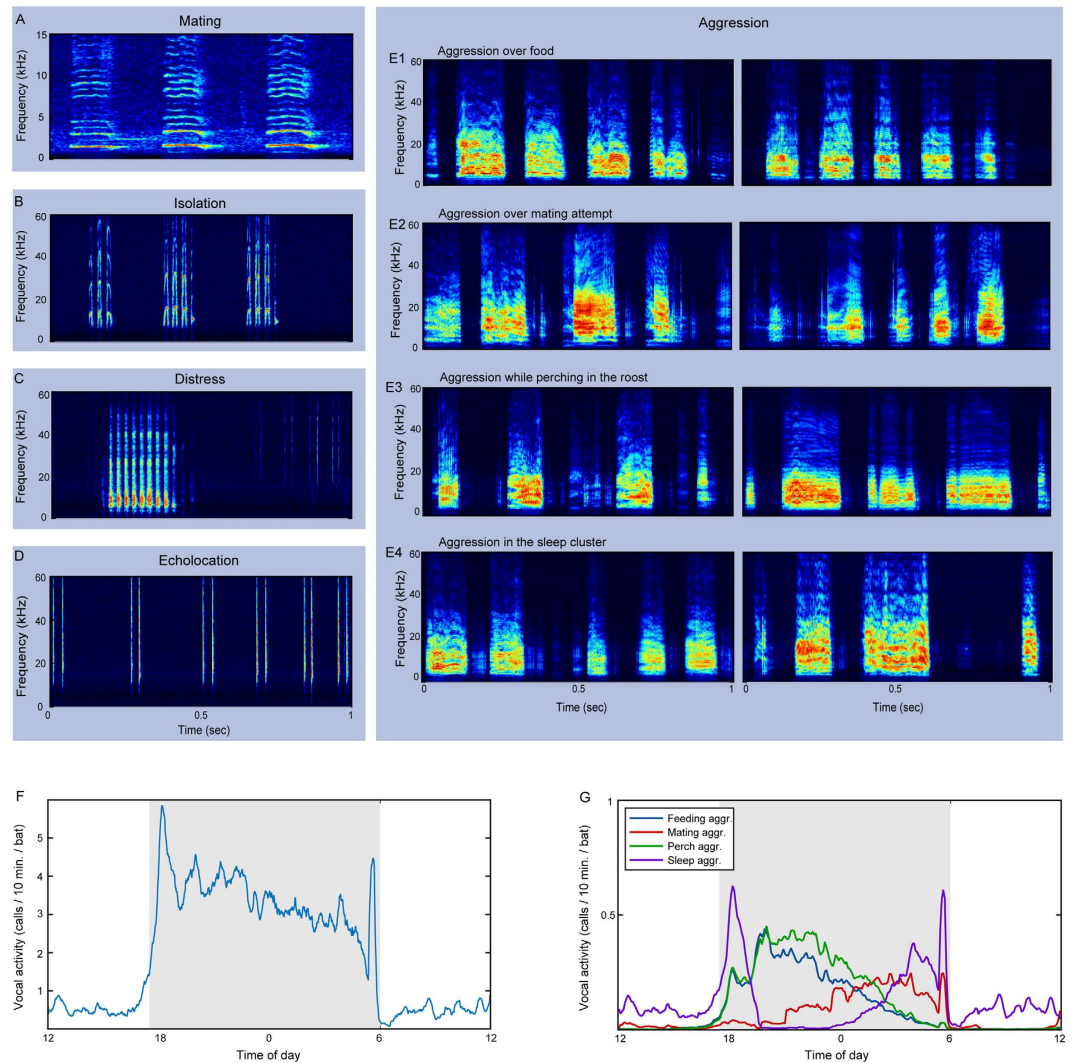 A
Mating
Frequency (kHz)
15
10
5
0
B
Isolation
Frequency (kHz)
60
40
20
0
C
Distress
Frequency (kHz)
60
40
20
0
D
Echolocation
Frequency (kHz)
60
40
20
0
0 0.5 1
Time (sec)
Aggression
E1
Aggression over food
Frequency (kHz)
60
40
20
0
E2
Aggression over mating attempt
Frequency (kHz)
60
40
20
0
E3
Aggression while perching in the roost
Frequency (kHz)
60
40
20
0
E4
Aggression in the sleep cluster
Frequency (kHz)
60
40
20
0
0 0.5 1 0 0.5 1
Time (sec) Time (sec)
F
Vocal activity (calls / 10 min. / bat)
5
4
3
2
1
12 18 0 6 12
Time of day
G
Vocal activity (calls / 10 min. / bat)
1
0.5
0
Feeding aggr.
Mating aggr.
Perch aggr.
Sleep aggr.
12 18 0 6 12
Time of day